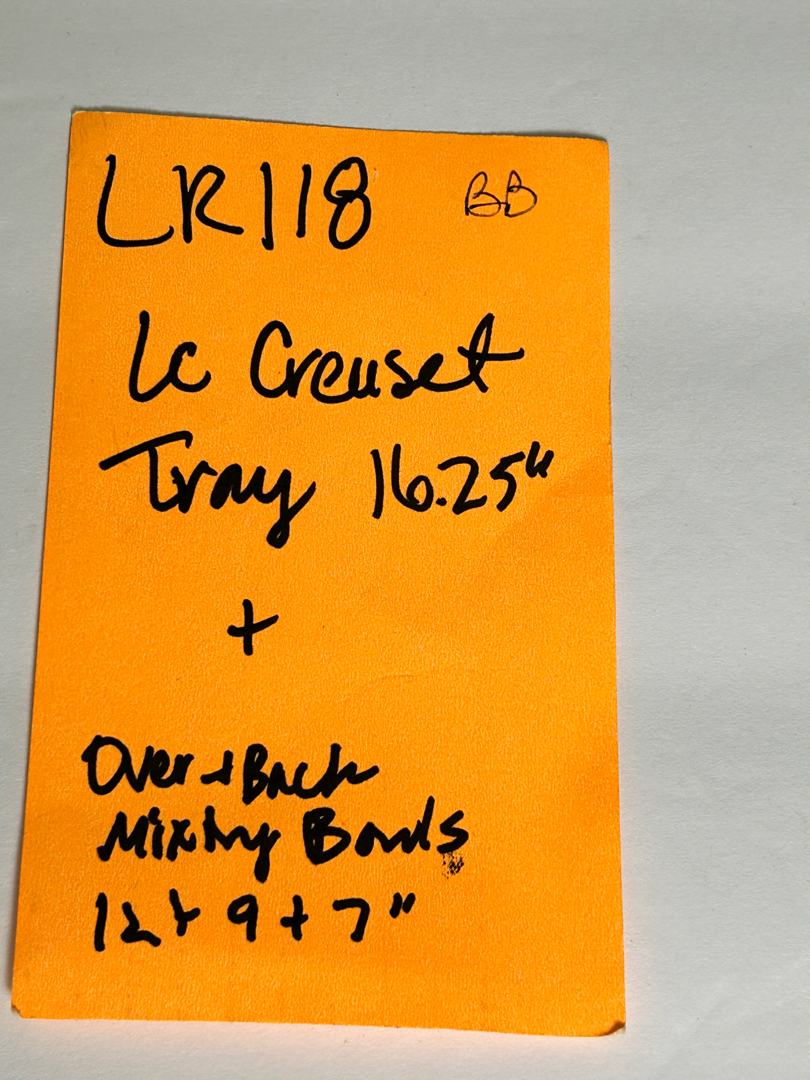 LR118 BB
Le Creuset
Tray 16.25"
+
Over + Back
Mixing Bowls
12 + 9 + 7"